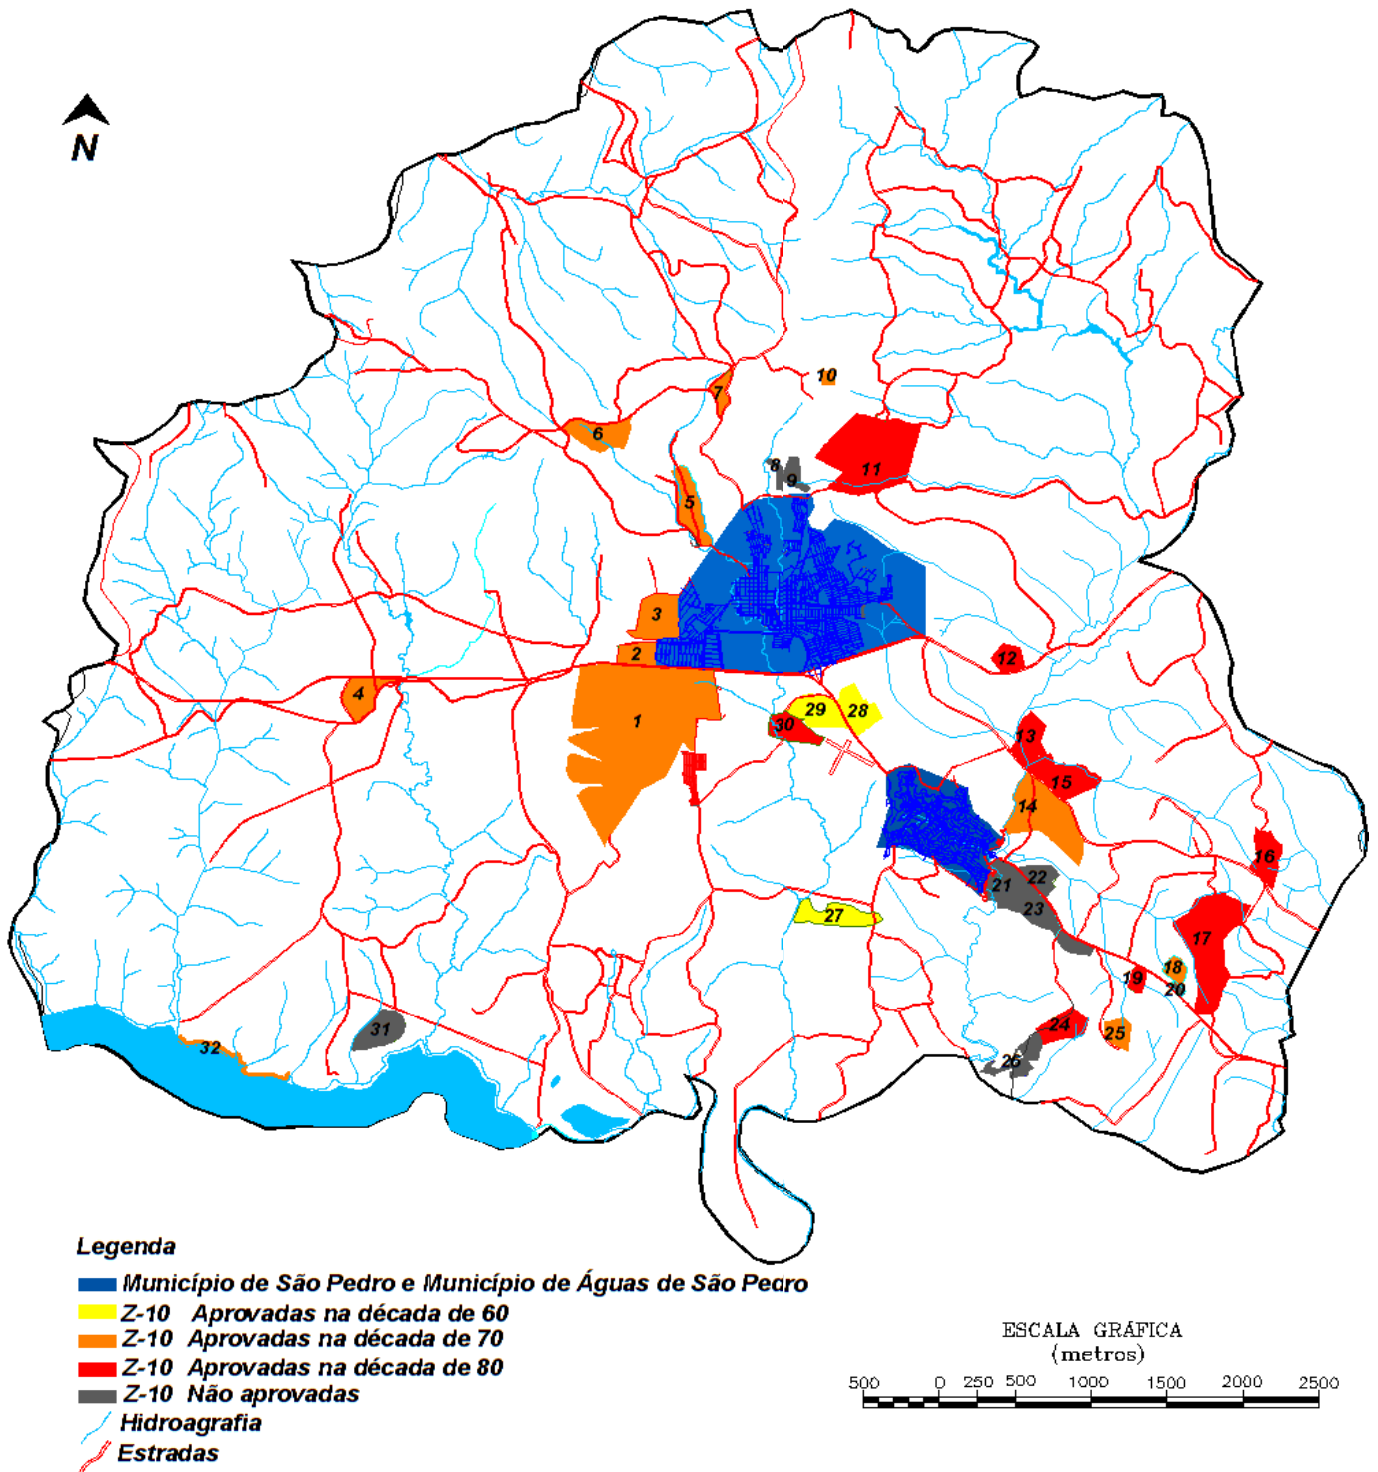 N
10
7
6
8
9
11
5
3
2
12
4
1
29
28
30
13
15
14
16
21
22
23
27
17
18
19
20
24
25
26
31
32
Legenda
Município de São Pedro e Município de Águas de São Pedro
Z-10 Aprovadas na década de 60
Z-10 Aprovadas na década de 70
Z-10 Aprovadas na década de 80
Z-10 Não aprovadas
Hidroagrafia
Estradas
ESCALA GRÁFICA
(metros)
500 0 250 500 1000 1500 2000 2500